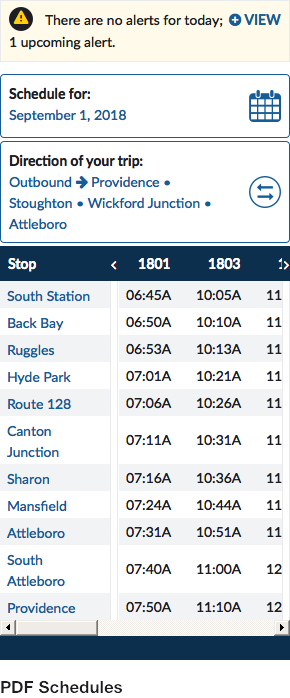 There are no alerts for today; VIEW
1 upcoming alert.
Schedule for:
September 1, 2018
Direction of your trip:
Outbound → Providence •
Stoughton • Wickford Junction •
Attleboro
Stop 1801 1803
South Station 06:45A 10:05A 11
Back Bay 06:50A 10:10A 11
Ruggles 06:53A 10:13A 11
Hyde Park 07:01A 10:21A 11
Route 128 07:06A 10:26A 11
Canton
Junction 07:11A 10:31A 11
Sharon 07:16A 10:36A 11
Mansfield 07:24A 10:44A 11
Attleboro 07:31A 10:51A 11
South
Attleboro 07:40A 11:00A 12
Providence 07:50A 11:10A 12
PDF Schedules